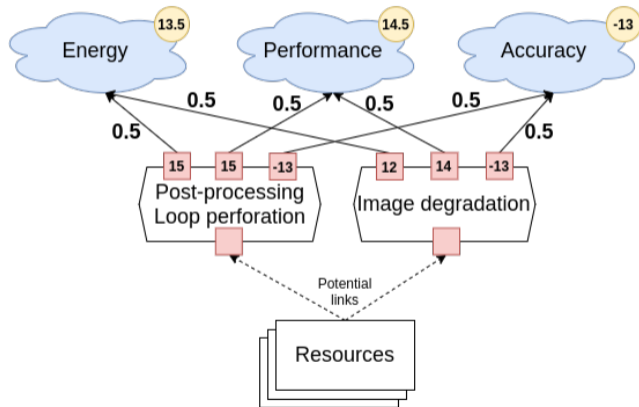 13.5
14.5
-13
Energy
Performance
Accuracy
0.5
0.5
0.5
0.5
0.5
0.5
15
15
-13
12
14
-13
Post-processing
Loop perforation
Image degradation
Potential
links
Resources